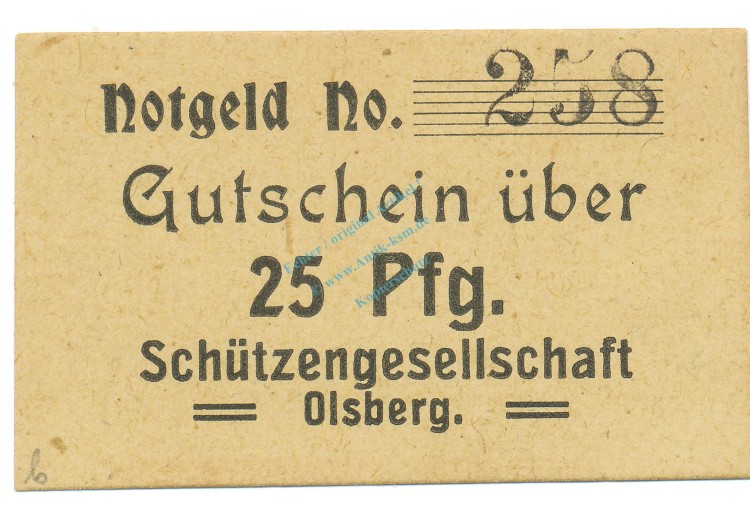 Notgeld No. 258
Gutschein über
25 Pfg.
Schützengesellschaft
Olsberg.
b